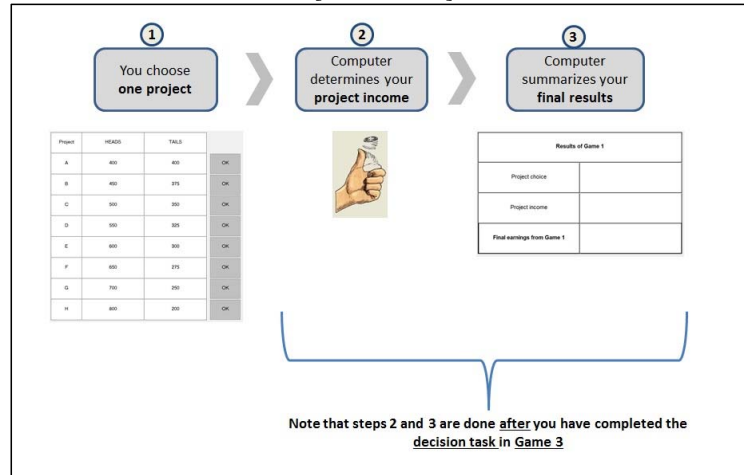 1
You choose
one project
2
Computer
determines your
project income
3
Computer
summarizes your
final results
Project HEADS TAILS
A 400 400 OK
B 450 375 OK
C 500 350 OK
D 550 325 OK
E 600 300 OK
F 650 275 OK
G 700 250 OK
H 800 200 OK
Results of Game 1
Project choice
Project income
Final earnings from Game 1
Note that steps 2 and 3 are done after you have completed the
decision task in Game 3